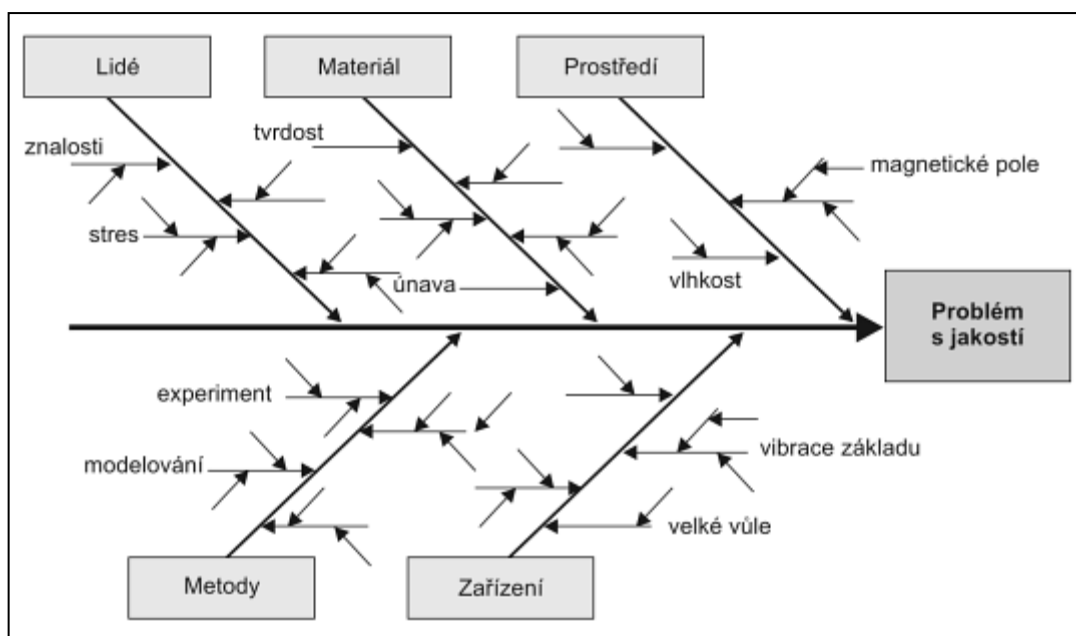 Lidé
Materiál
Prostředí
znalosti
tvrdost
magnetické pole
stres
únava
vlhkost
Problém
s jakostí
experiment
modelování
vibrace základu
velké vůle
Metody
Zařízení